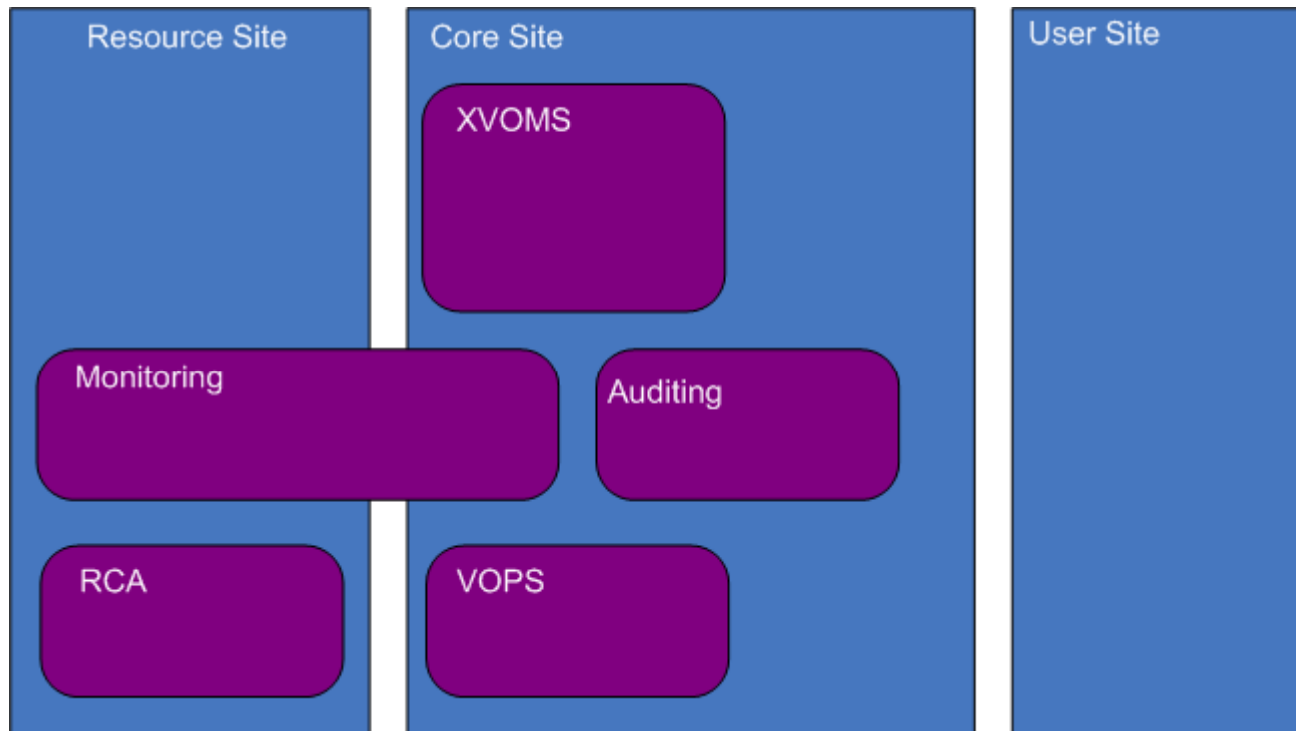 Resource Site
Core Site
User Site
XVOMS
Monitoring
Auditing
RCA
VOPS